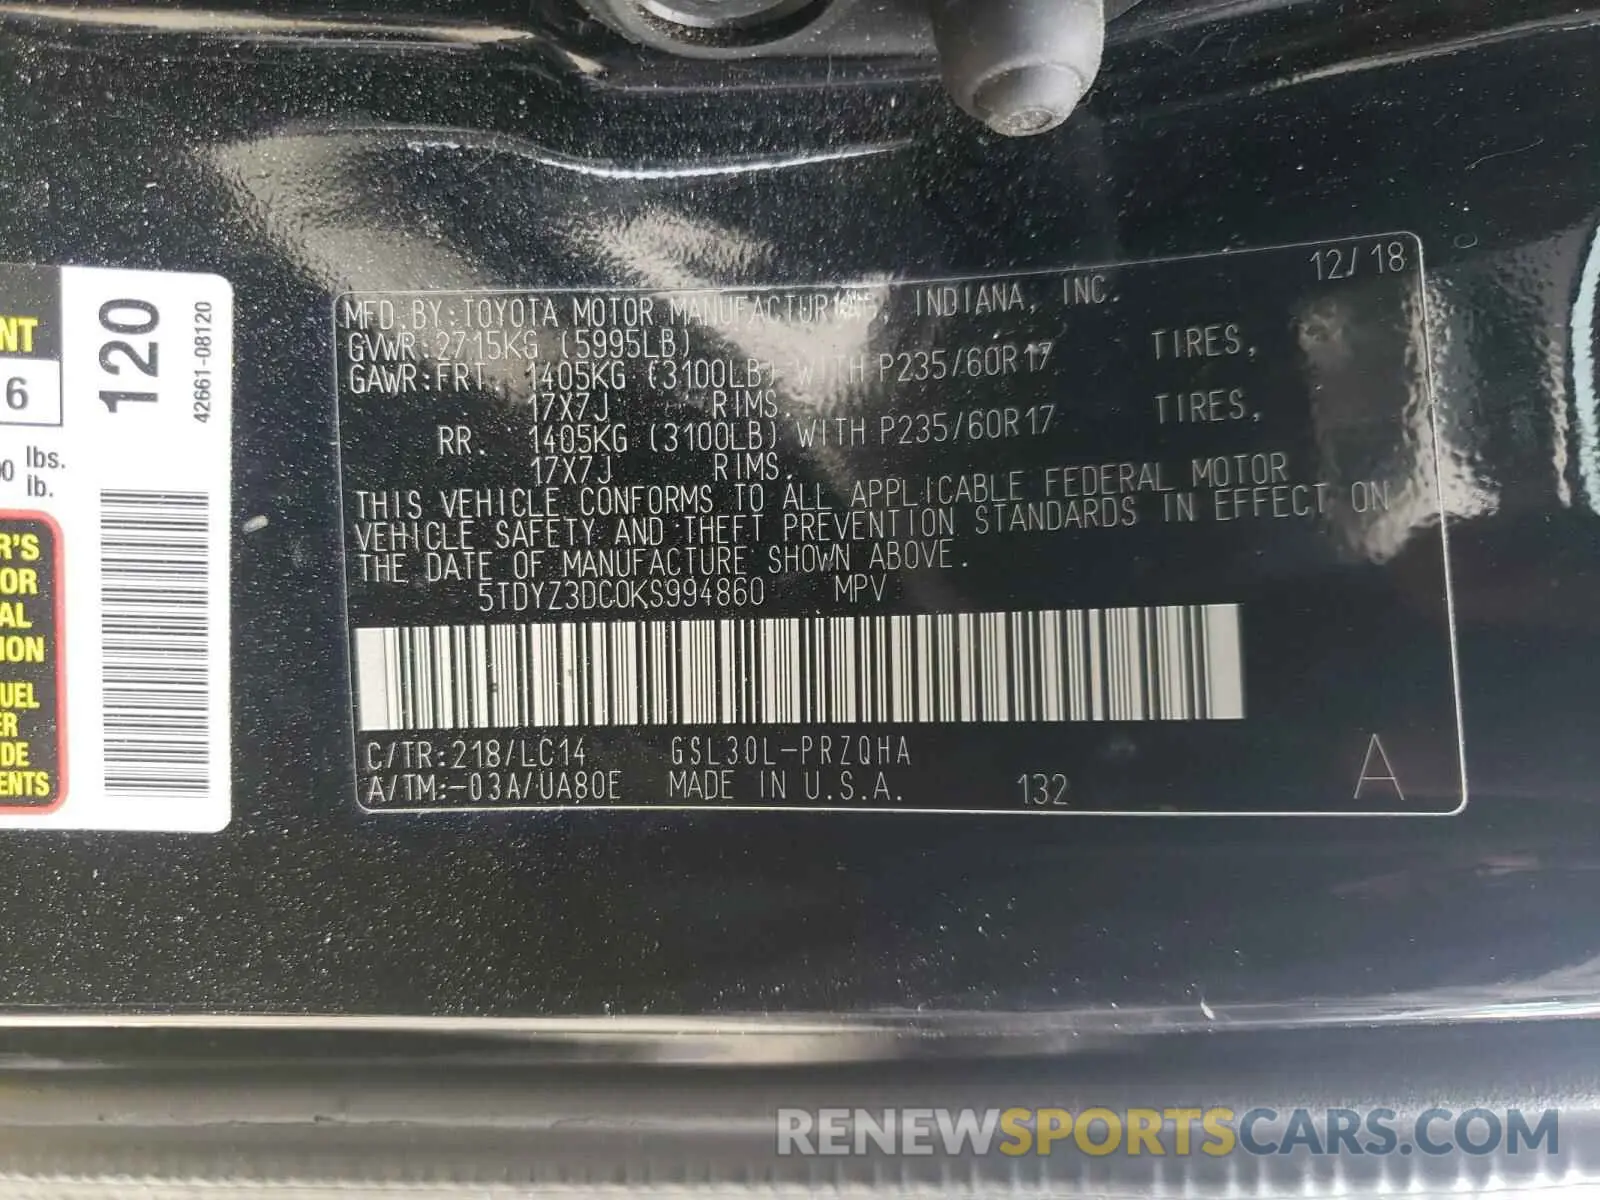 12/18
MFD.BY:TOYOTA MOTOR MANUFACTURING, INDIANA, INC.
GVWR 2715KG (5995LB)
GAWR:FRT. 1405KG (3100LB) WITH P235/60R17 TIRES,
17X7J RIMS.
RR. 1405KG (3100LB) WITH P235/60R17 TIRES,
17X7J RIMS.
THIS VEHICLE CONFORMS TO ALL APPLICABLE FEDERAL MOTOR
VEHICLE SAFETY AND THEFT PREVENTION STANDARDS IN EFFECT ON
THE DATE OF MANUFACTURE SHOWN ABOVE.
5TDYZ3DC0KS994860 MPV
C/TR:218/LC14 GSL30L-PRZQHA
A/TM:-03A/UA80E MADE IN U.S.A. 132 A
120
42661-08120
NT
6
lbs.
lb.
R'S
OR
AL
ION
UEL
ER
DE
ENTS
RENEWSPORTSCARS.COM